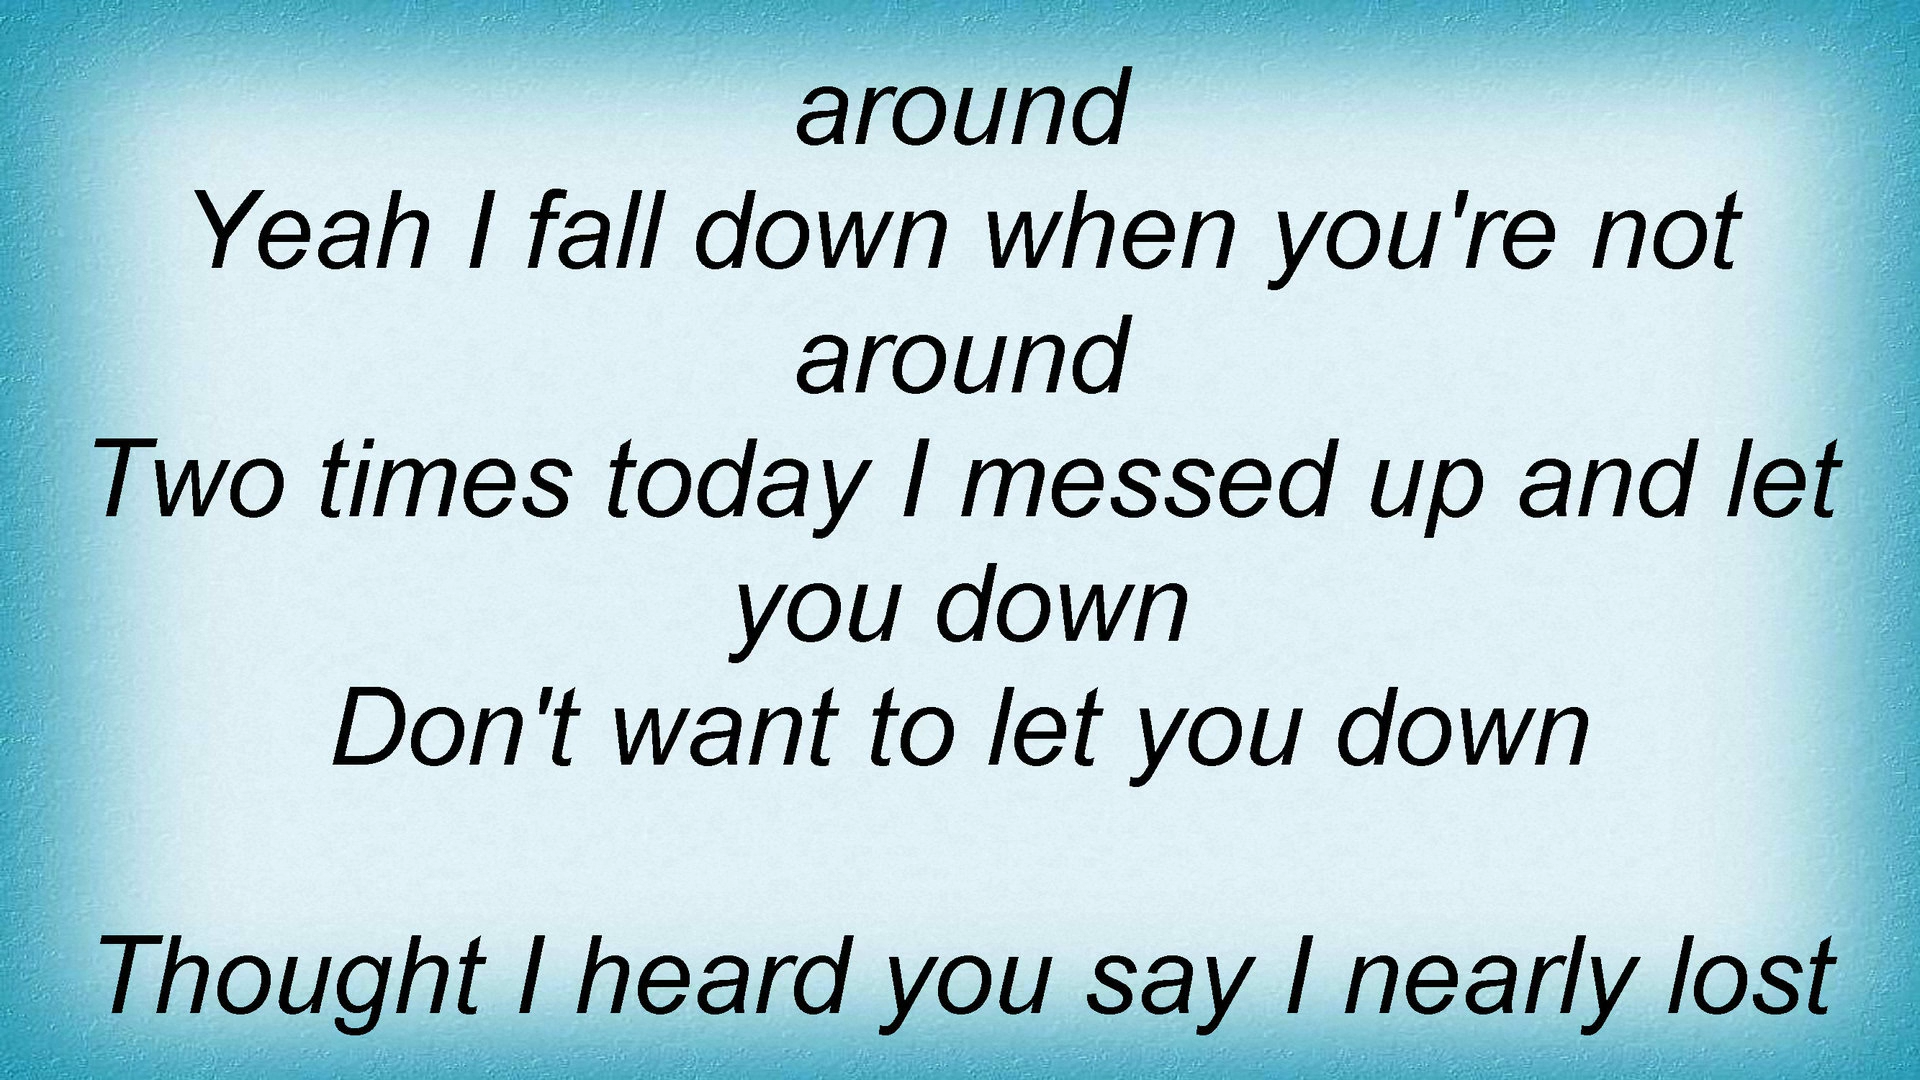 around
Yeah I fall down when you're not
around
Two times today I messed up and let
you down
Don't want to let you down
Thought I heard you say I nearly lost